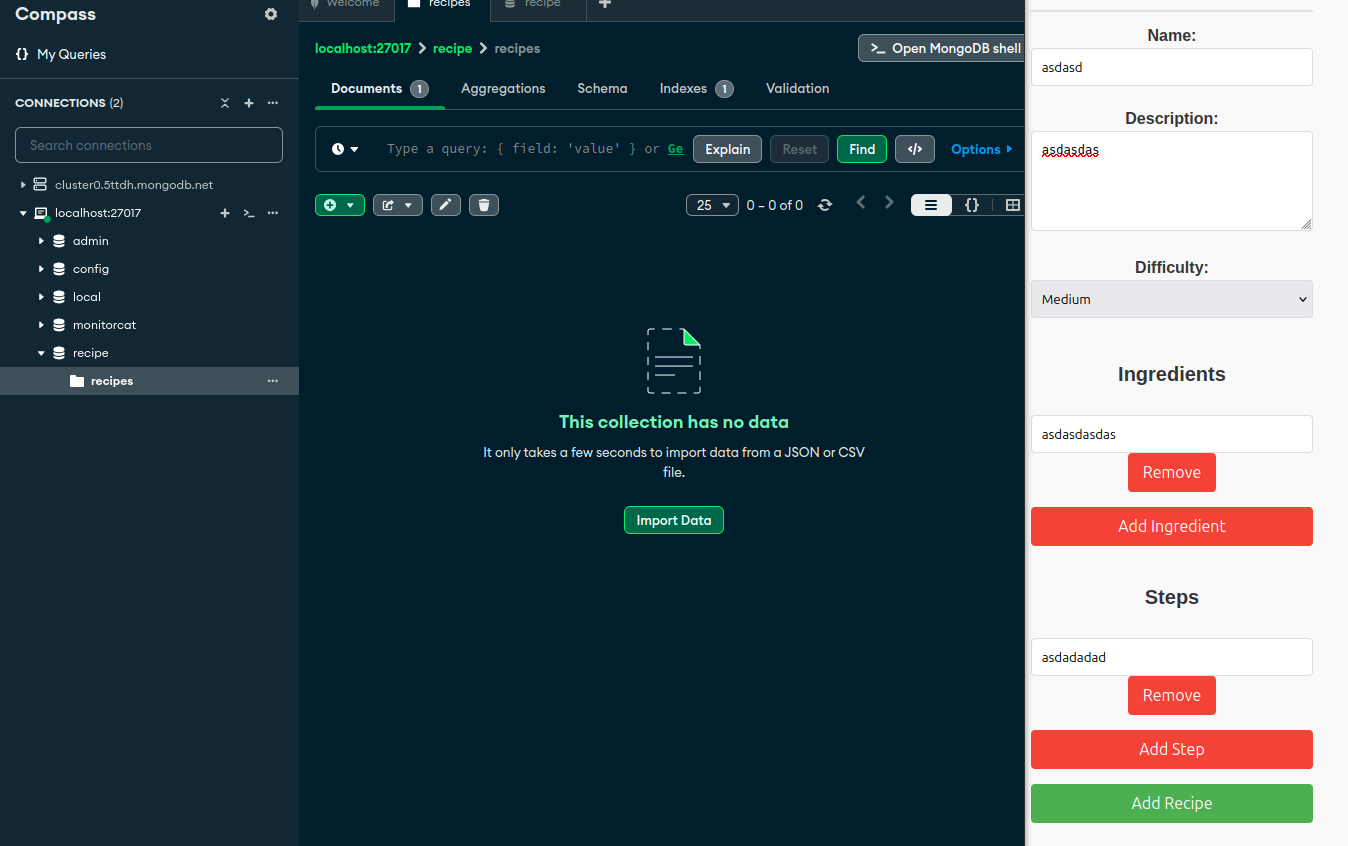 Compass
My Queries
CONNECTIONS (2)
Search connections
cluster0.5ttdh.mongodb.net
localhost:27017
admin
config
local
monitorcat
recipe
recipes
Welcome
recipes
recipe
localhost:27017 > recipe > recipes
>_ Open MongoDB shell
Documents 1
Aggregations
Schema
Indexes 1
Validation
Type a query: { field: 'value' } or Ge
Explain
Reset
Find
</>
Options
25
0 – 0 of 0
{}
This collection has no data
It only takes a few seconds to import data from a JSON or CSV
file.
Import Data
Name:
asdasd
Description:
asdasdas
Difficulty:
Medium
Ingredients
asdasdasdas
Remove
Add Ingredient
Steps
asdadadad
Remove
Add Step
Add Recipe